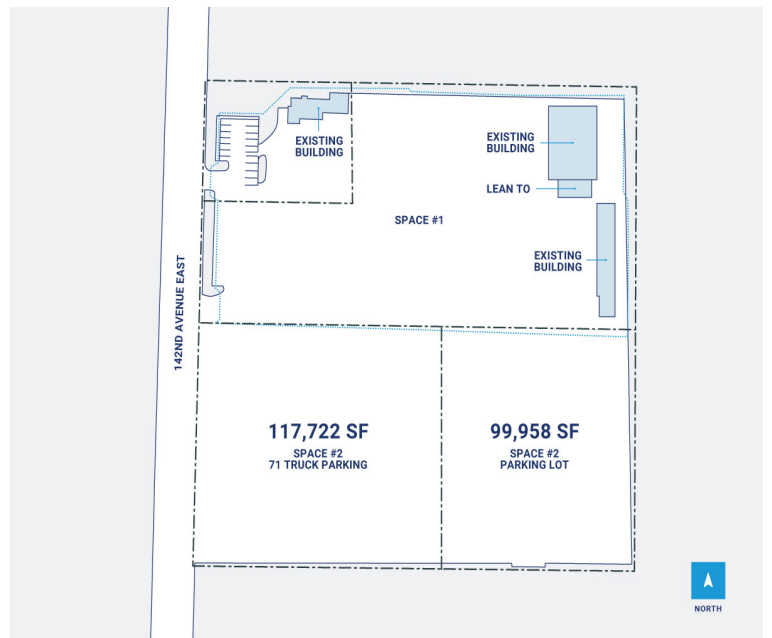 EXISTING
BUILDING
EXISTING
BUILDING
LEAN TO
SPACE #1
EXISTING
BUILDING
142ND AVENUE EAST
117,722 SF
SPACE #2
71 TRUCK PARKING
99,958 SF
SPACE #2
PARKING LOT
NORTH